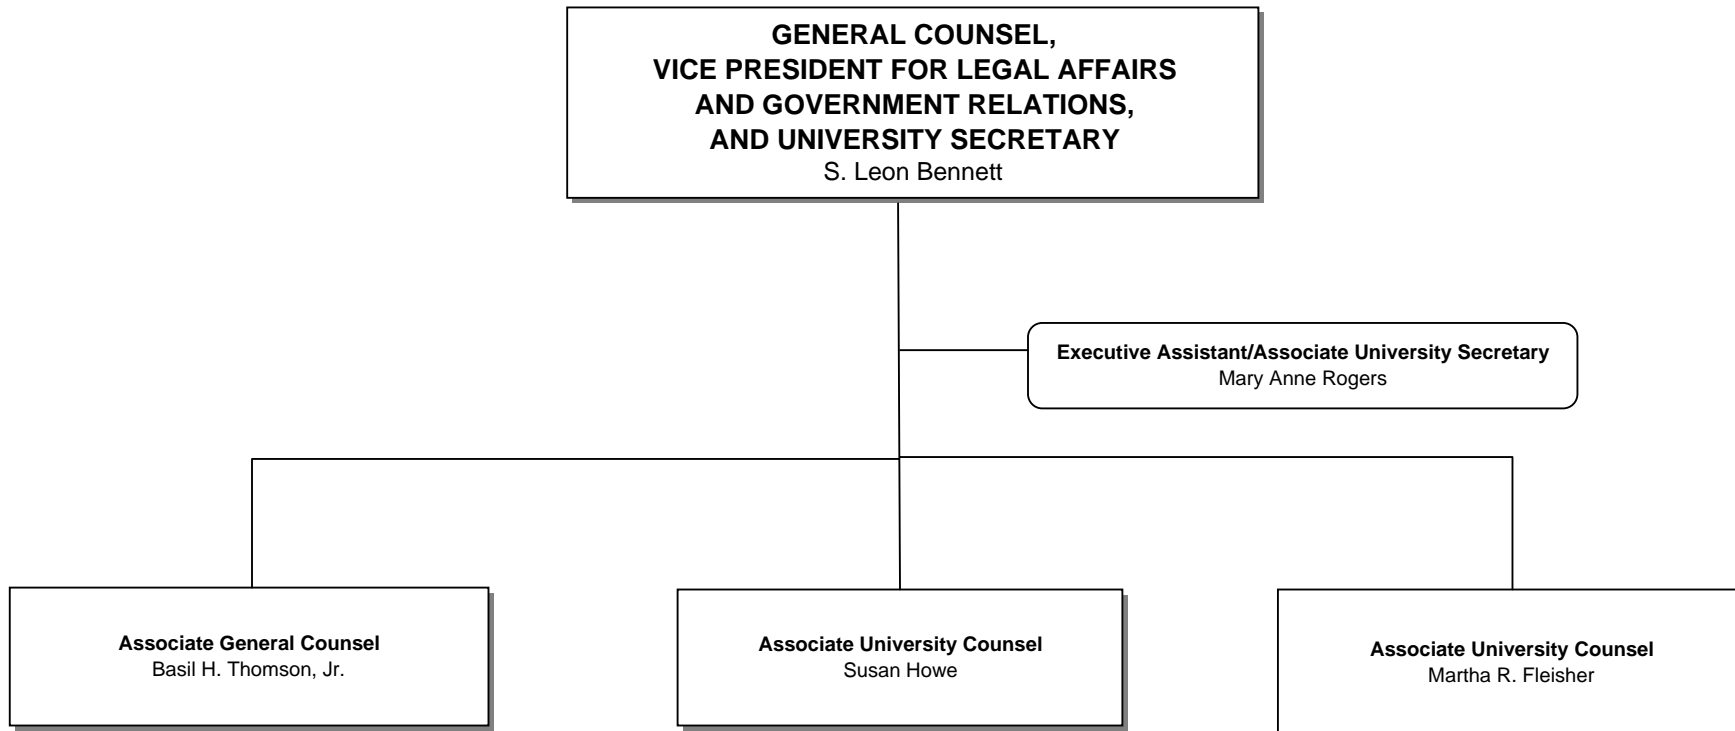 GENERAL COUNSEL,
VICE PRESIDENT FOR LEGAL AFFAIRS
AND GOVERNMENT RELATIONS,
AND UNIVERSITY SECRETARY
S. Leon Bennett
Executive Assistant/Associate University Secretary
Mary Anne Rogers
Associate General Counsel
Basil H. Thomson, Jr.
Associate University Counsel
Susan Howe
Associate University Counsel
Martha R. Fleisher